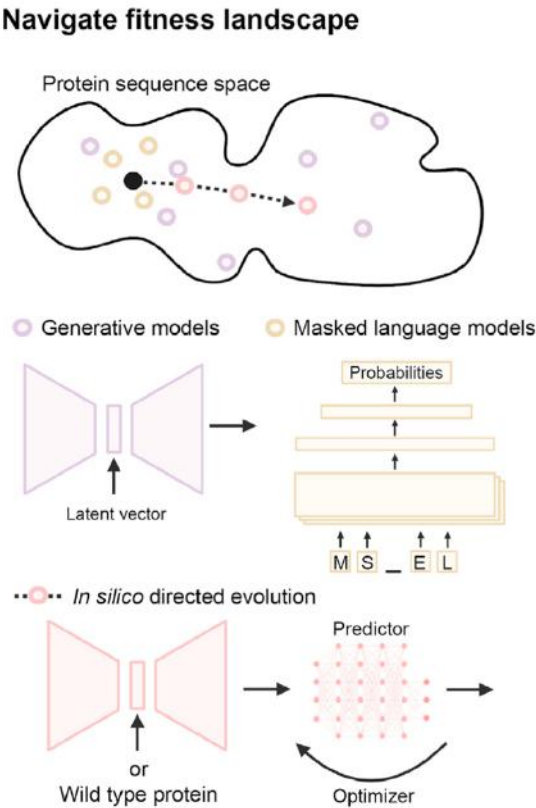 Navigate fitness landscape
Protein sequence space
Generative models
Masked language models
Probabilities
Latent vector
M S _ E L
In silico directed evolution
Predictor
or
Wild type protein
Optimizer